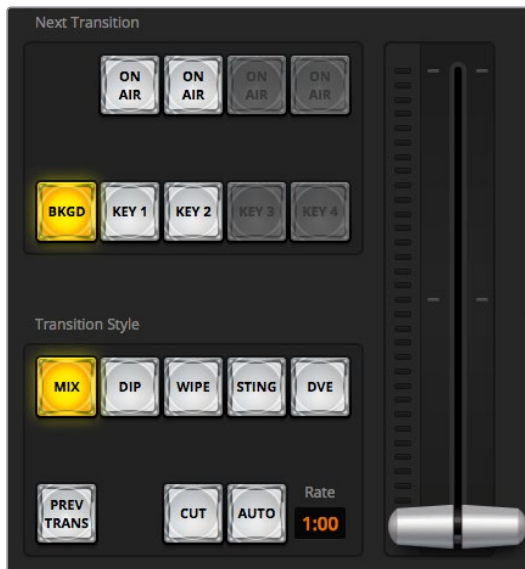 Next Transition
ON AIR ON AIR ON AIR ON AIR
BKGD KEY 1 KEY 2 KEY 3 KEY 4
Transition Style
MIX DIP WIPE STING DVE
Rate
PREV TRANS CUT AUTO 1:00